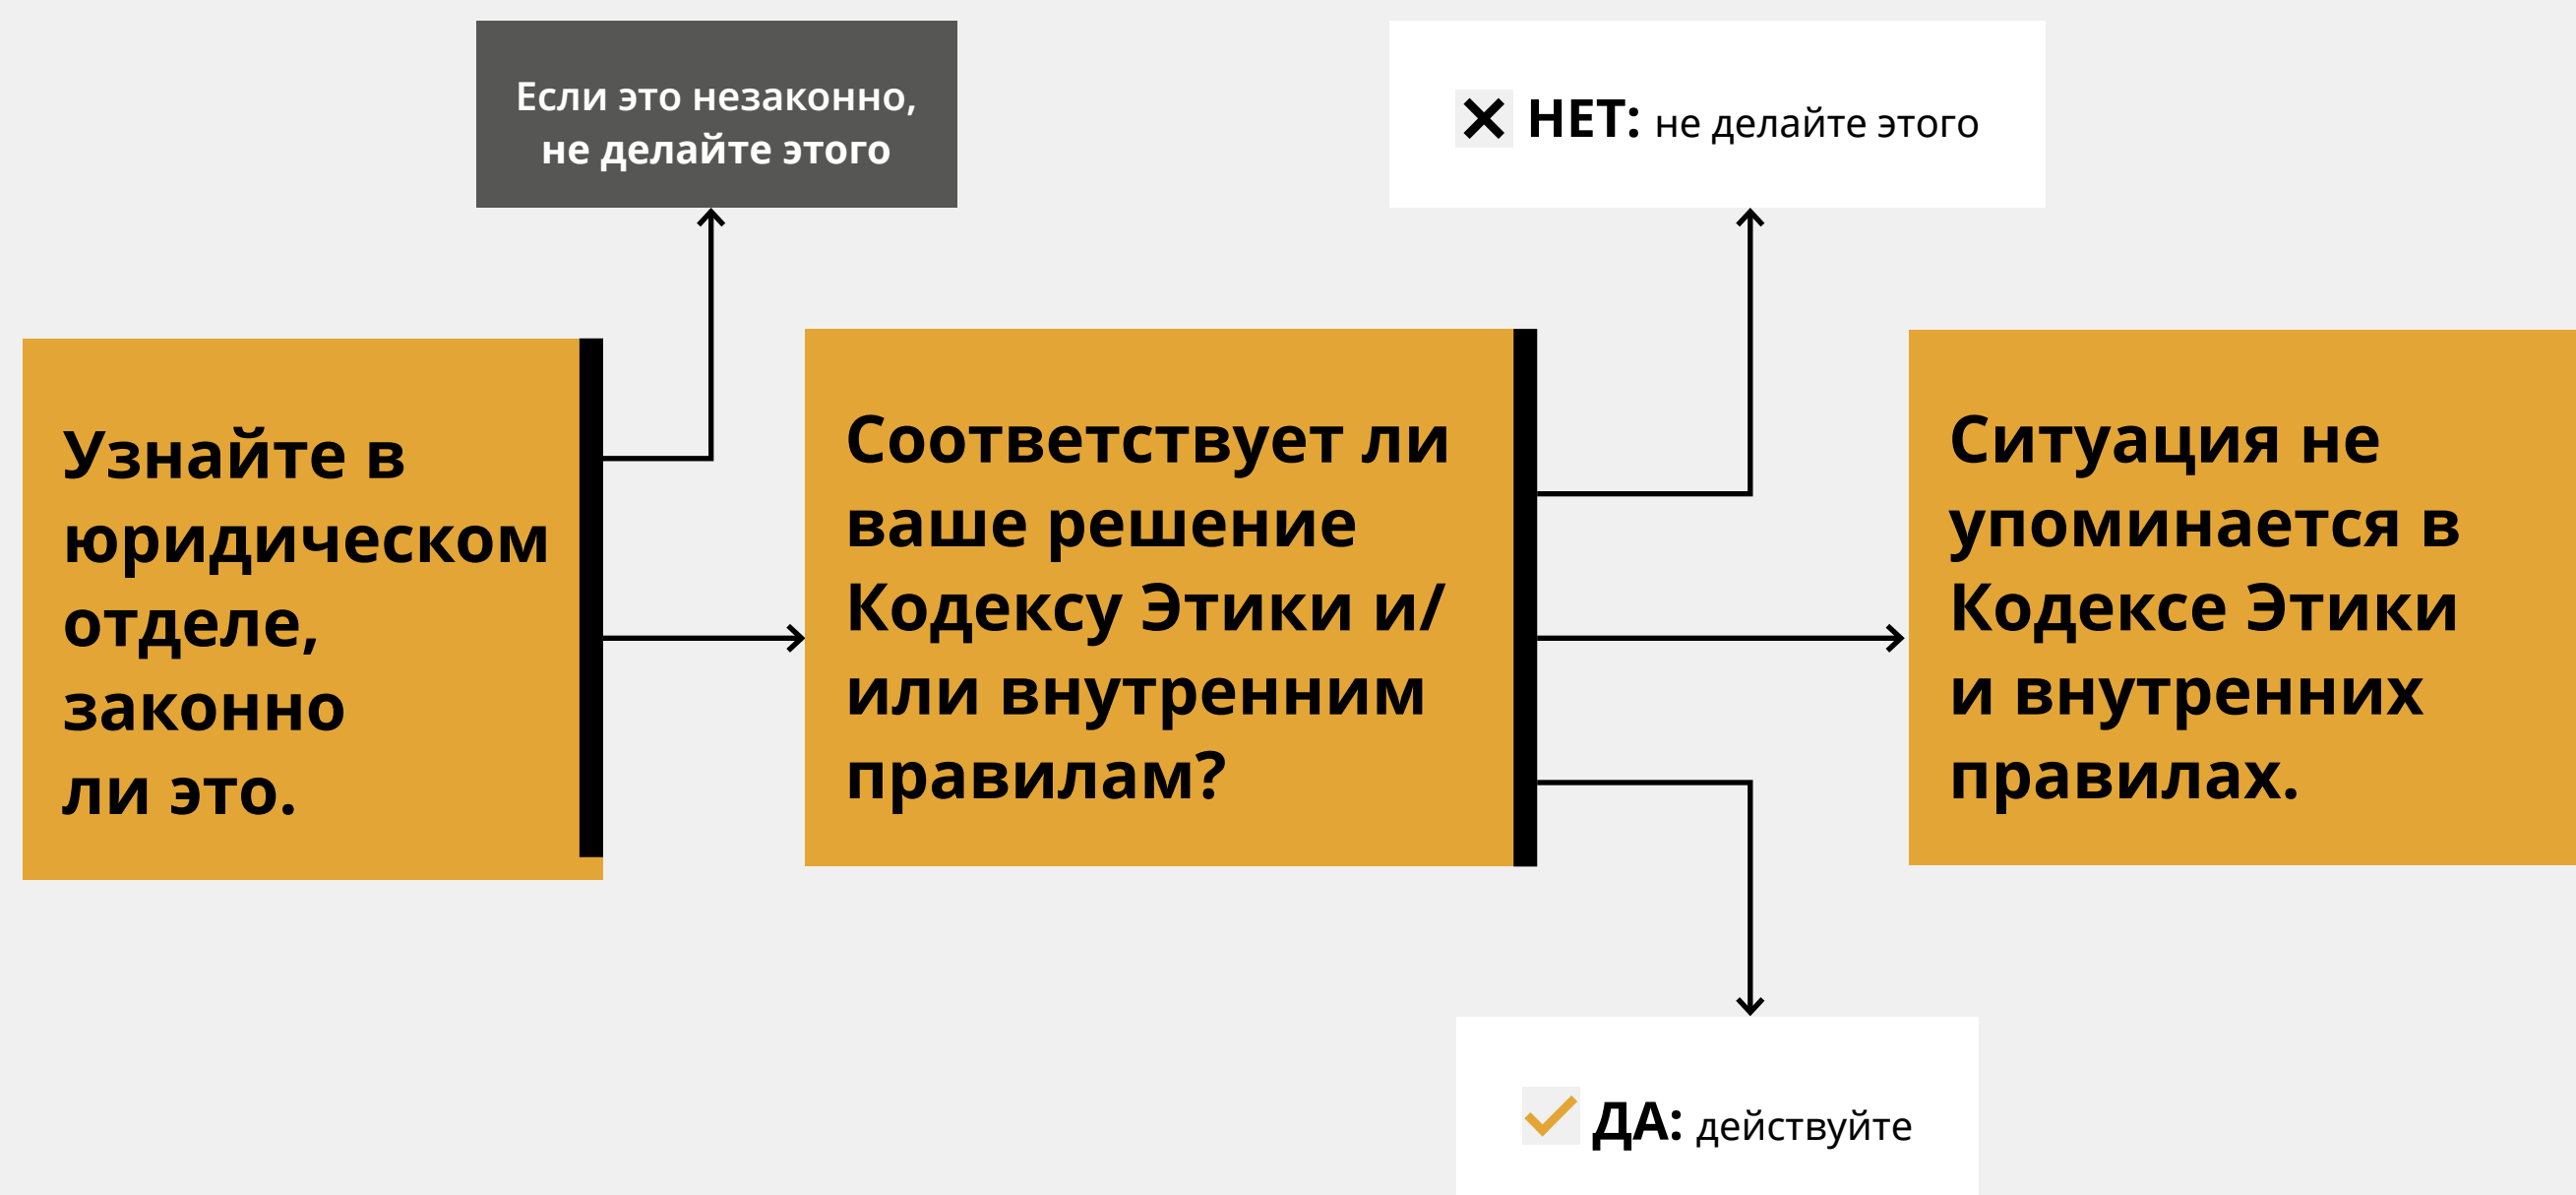 Если это незаконно,
не делайте этого
НЕТ: не делайте этого
Узнайте в
юридическом
отделе,
законно
ли это.
Соответствует ли
ваше решение
Кодексу Этики и/
или внутренним
правилам?
Ситуация не
упоминается в
Кодексе Этики
и внутренних
правилах.
ДА: действуйте